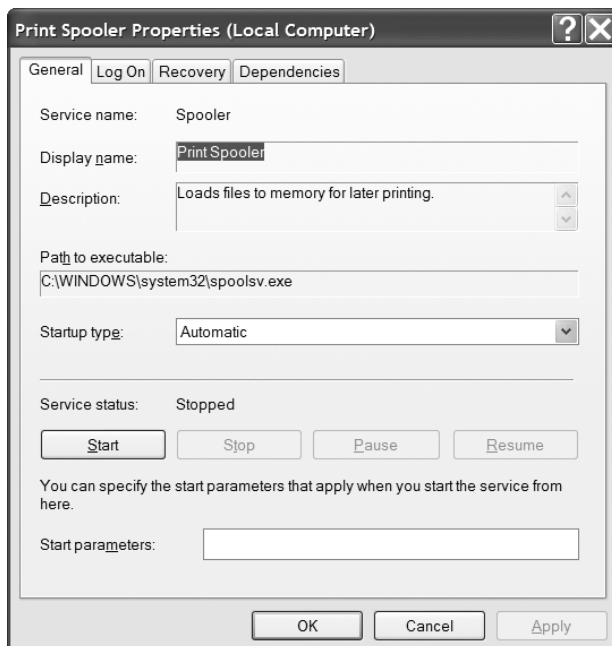 Print Spooler Properties (Local Computer) ? X
General Log On Recovery Dependencies
Service name: Spooler
Display name: Print Spooler
Description: Loads files to memory for later printing.
Path to executable:
C:\WINDOWS\system32\spoolsv.exe
Startup type: Automatic
Service status: Stopped
Start Stop Pause Resume
You can specify the start parameters that apply when you start the service from
here.
Start parameters:
OK Cancel Apply